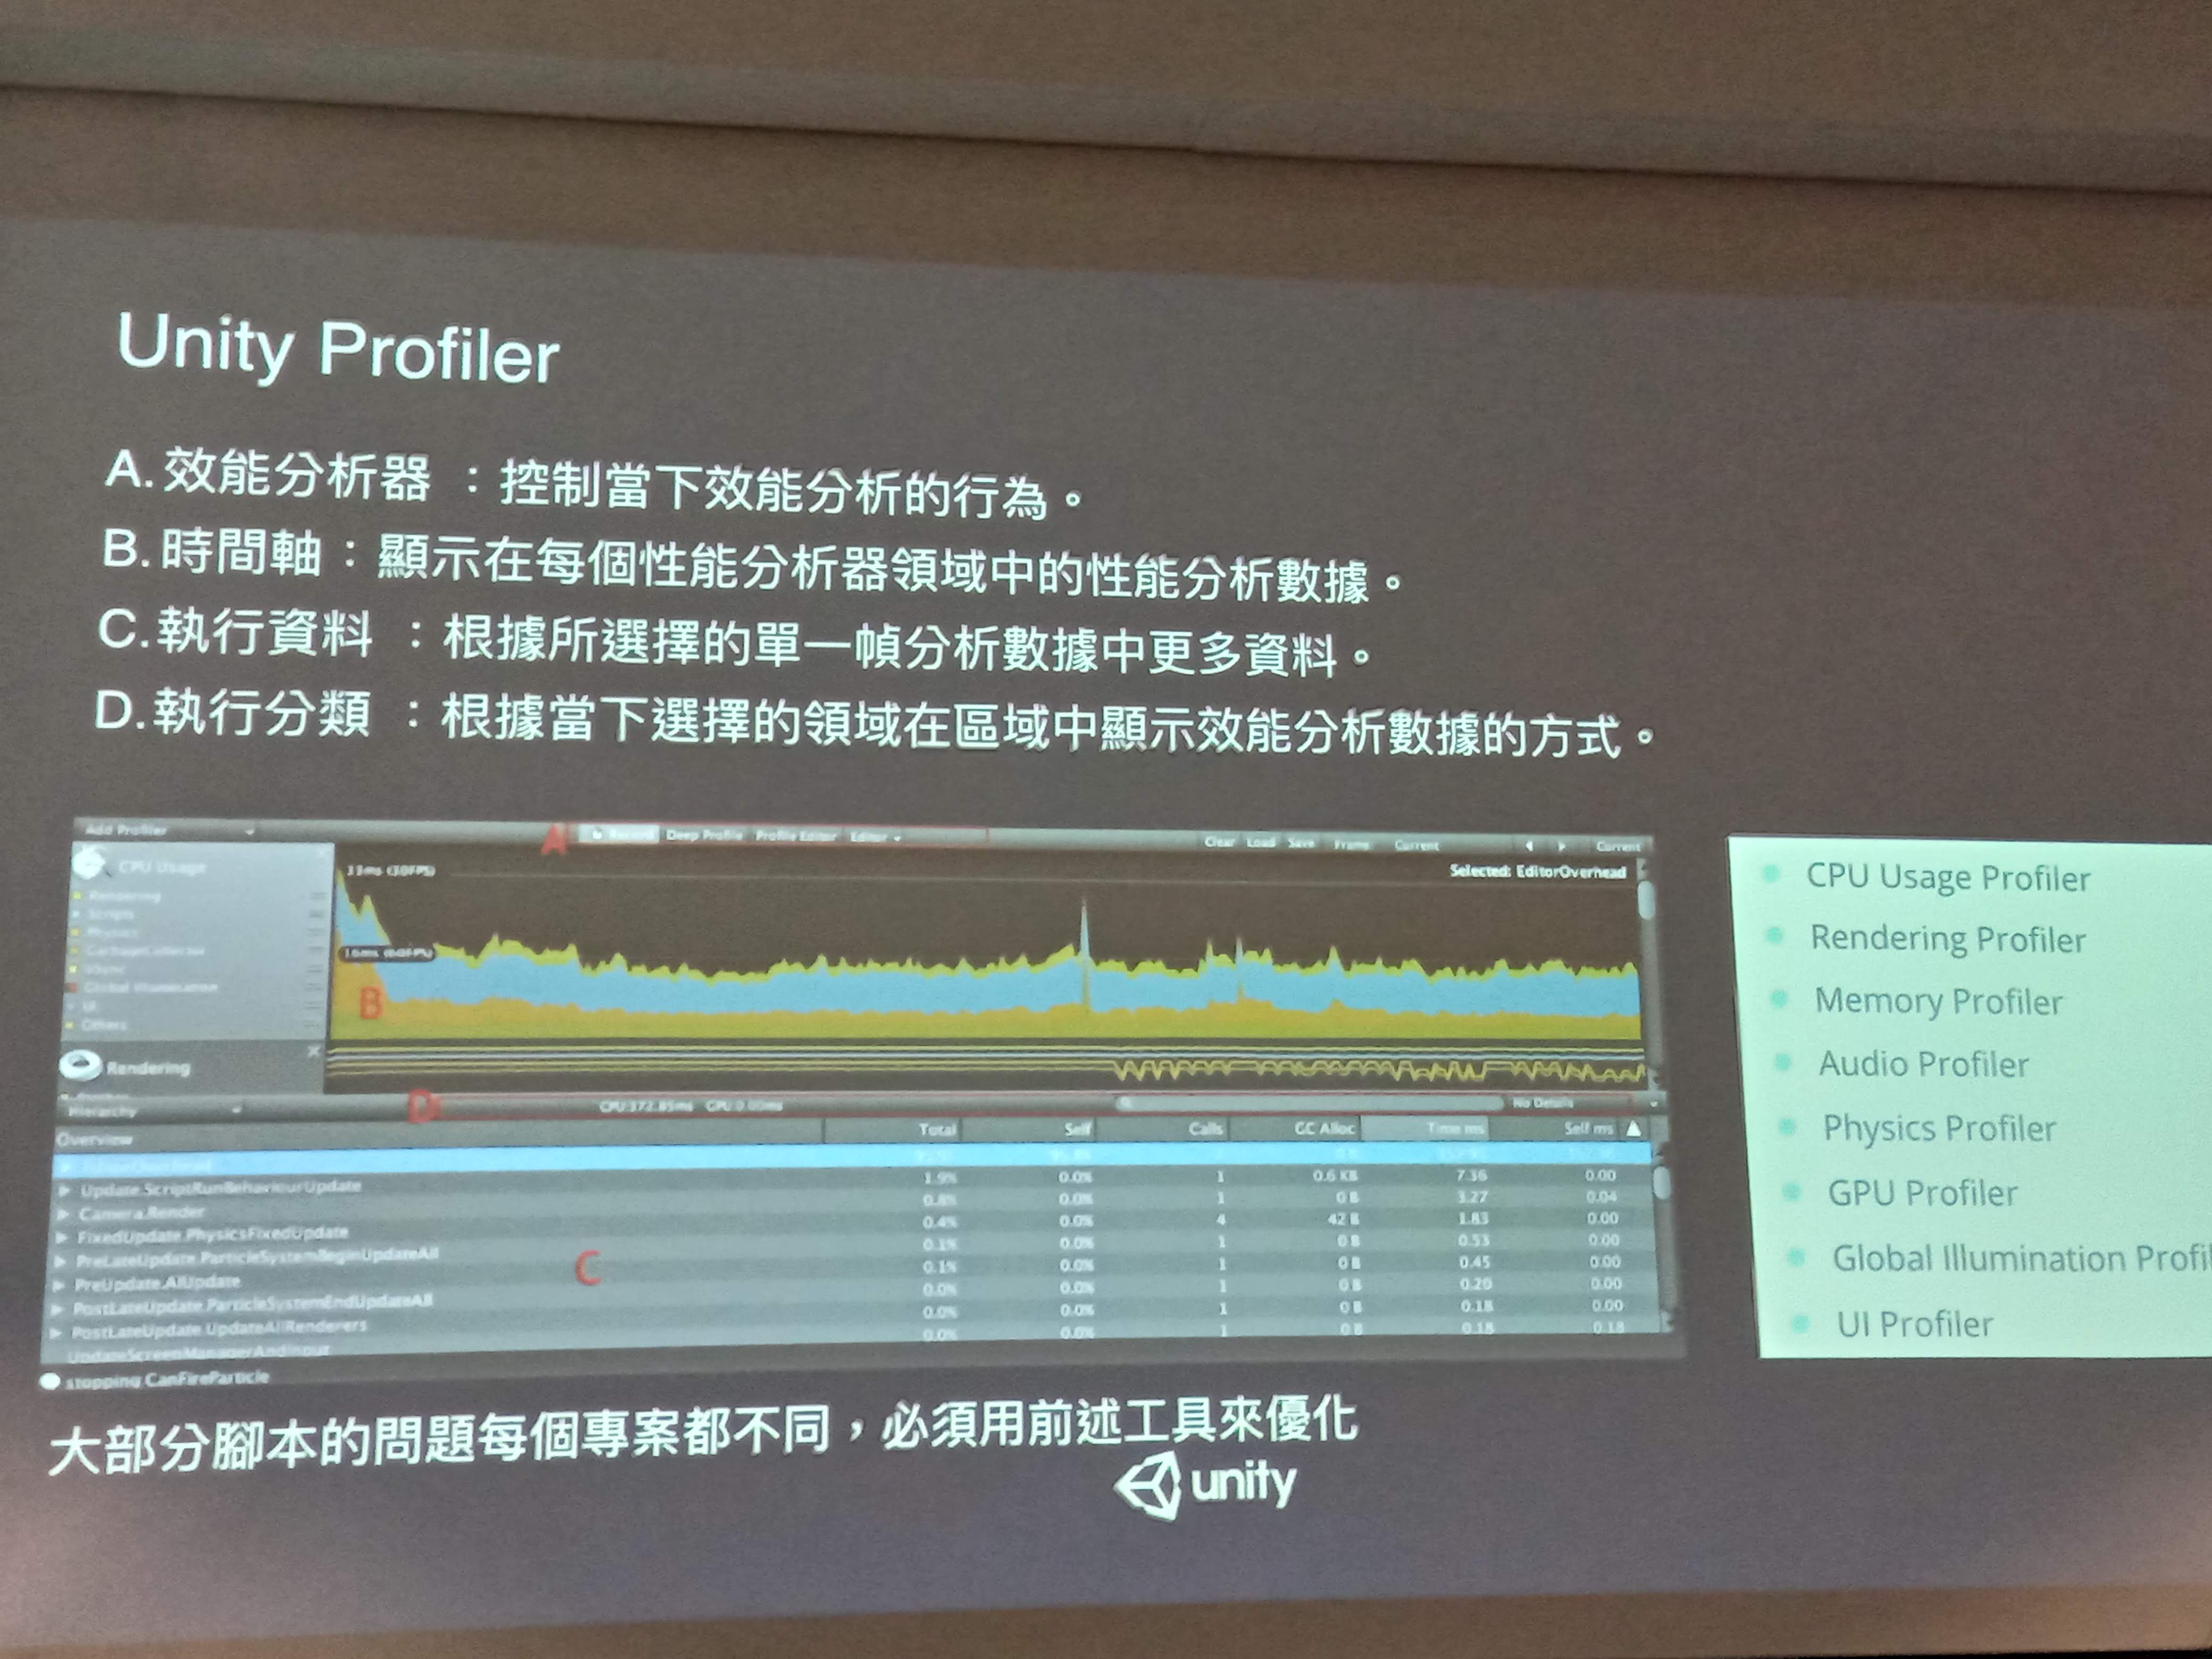 Unity Profiler
A. 效能分析器 ：控制當下效能分析的行為。
B. 時間軸：顯示在每個性能分析器領域中的性能分析數據。
C. 執行資料 ：根據所選擇的單一幀分析數據中更多資料。
D. 執行分類 ：根據當下選擇的領域在區域中顯示效能分析數據的方式。
Add Profiler
A
Record Deep Profile Profile Editor Editor
Clear Load Save Frame: Current
Current
CPU Usage
Rendering
Scripts
Physics
GarbageCollector
VSync
Global Illumination
UI
Others
33ms (30FPS)
Selected: EditorOverhead
16ms (60FPS)
B
Rendering
Hierarchy
D
CPU:372.85ms GPU:0.00ms
No Details
Overview Total Self Calls GC Alloc Time ms Self ms
Update.ScriptRunBehaviourUpdate 1.9% 0.0% 1 0.6 KB 7.36 0.00
Camera.Render 0.8% 0.0% 1 0 B 3.27 0.04
FixedUpdate.PhysicsFixedUpdate 0.4% 0.0% 4 42 B 1.83 0.00
PreLateUpdate.ParticleSystemBeginUpdateAll 0.1% 0.0% 1 0 B 0.53 0.00
PreUpdate.AIUpdate 0.1% 0.0% 1 0 B 0.45 0.00
PostLateUpdate.ParticleSystemEndUpdateAll 0.0% 0.0% 1 0 B 0.20 0.00
PostLateUpdate.UpdateAllRenderers 0.0% 0.0% 1 0 B 0.18 0.00
UpdateScreenManagerAndInput 0.0% 0.0% 1 0 B 0.18 0.18
C
stopping CanFireParticle
CPU Usage Profiler
Rendering Profiler
Memory Profiler
Audio Profiler
Physics Profiler
GPU Profiler
Global Illumination Profil
UI Profiler
大部分腳本的問題每個專案都不同，必須用前述工具來優化
unity